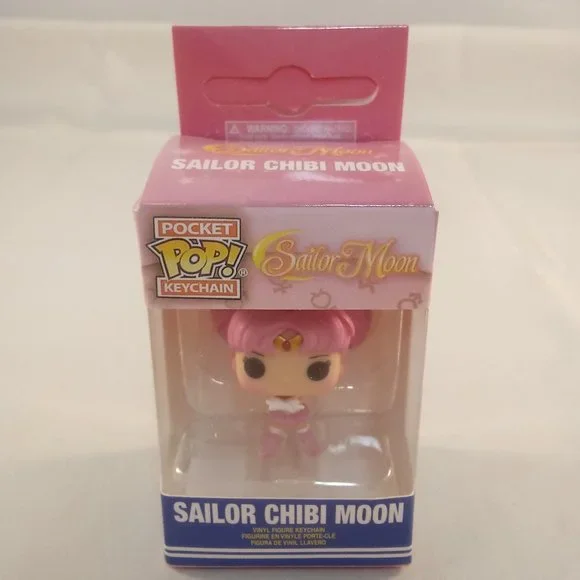 WARNING:
Sailor Moon
SAILOR CHIBI MOON
POCKET
POP!®
KEYCHAIN
Sailor Moon
SAILOR CHIBI MOON
VINYL FIGURE KEYCHAIN
FIGURINE EN VINYLE PORTE-CLÉ
FIGURA DE VINIL LLAVERO